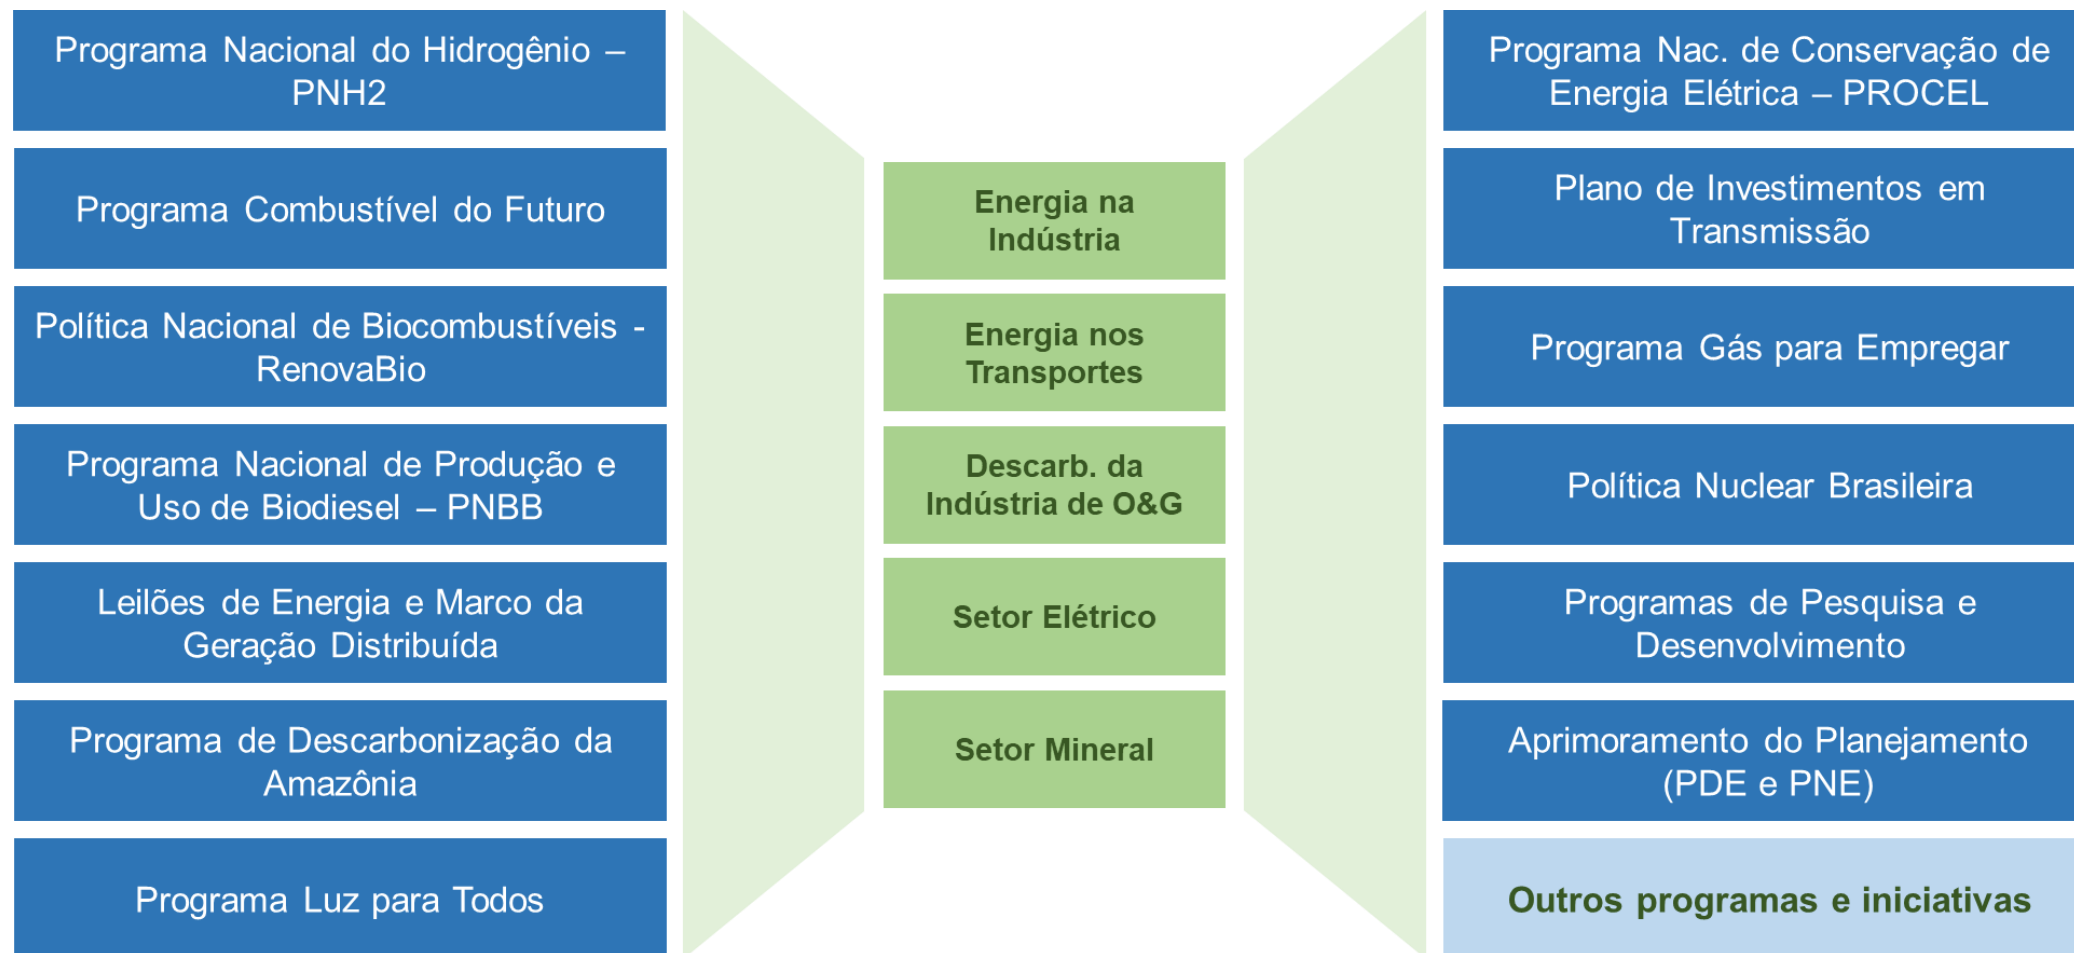 Programa Nacional do Hidrogênio –
PNH2
Programa Combustível do Futuro
Política Nacional de Biocombustíveis -
RenovaBio
Programa Nacional de Produção e
Uso de Biodiesel – PNBB
Leilões de Energia e Marco da
Geração Distribuída
Programa de Descarbonização da
Amazônia
Programa Luz para Todos
Energia na
Indústria
Energia nos
Transportes
Descarb. da
Indústria de O&G
Setor Elétrico
Setor Mineral
Programa Nac. de Conservação de
Energia Elétrica – PROCEL
Plano de Investimentos em
Transmissão
Programa Gás para Empregar
Política Nuclear Brasileira
Programas de Pesquisa e
Desenvolvimento
Aprimoramento do Planejamento
(PDE e PNE)
Outros programas e iniciativas